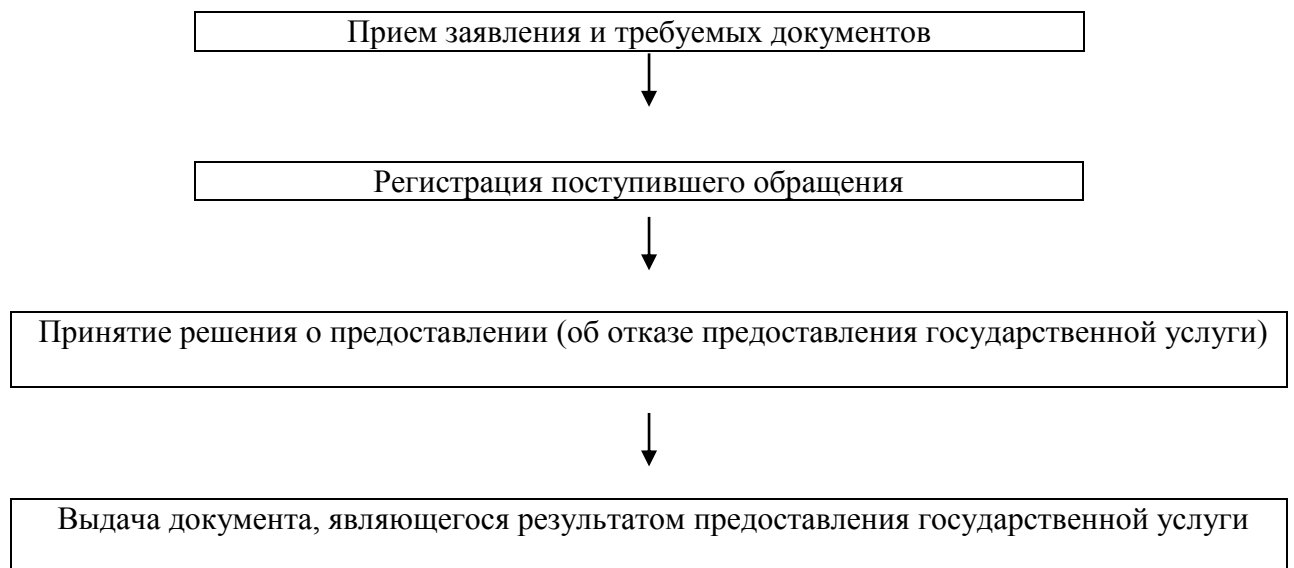 Прием заявления и требуемых документов
Регистрация поступившего обращения
Принятие решения о предоставлении (об отказе предоставления государственной услуги)
Выдача документа, являющегося результатом предоставления государственной услуги